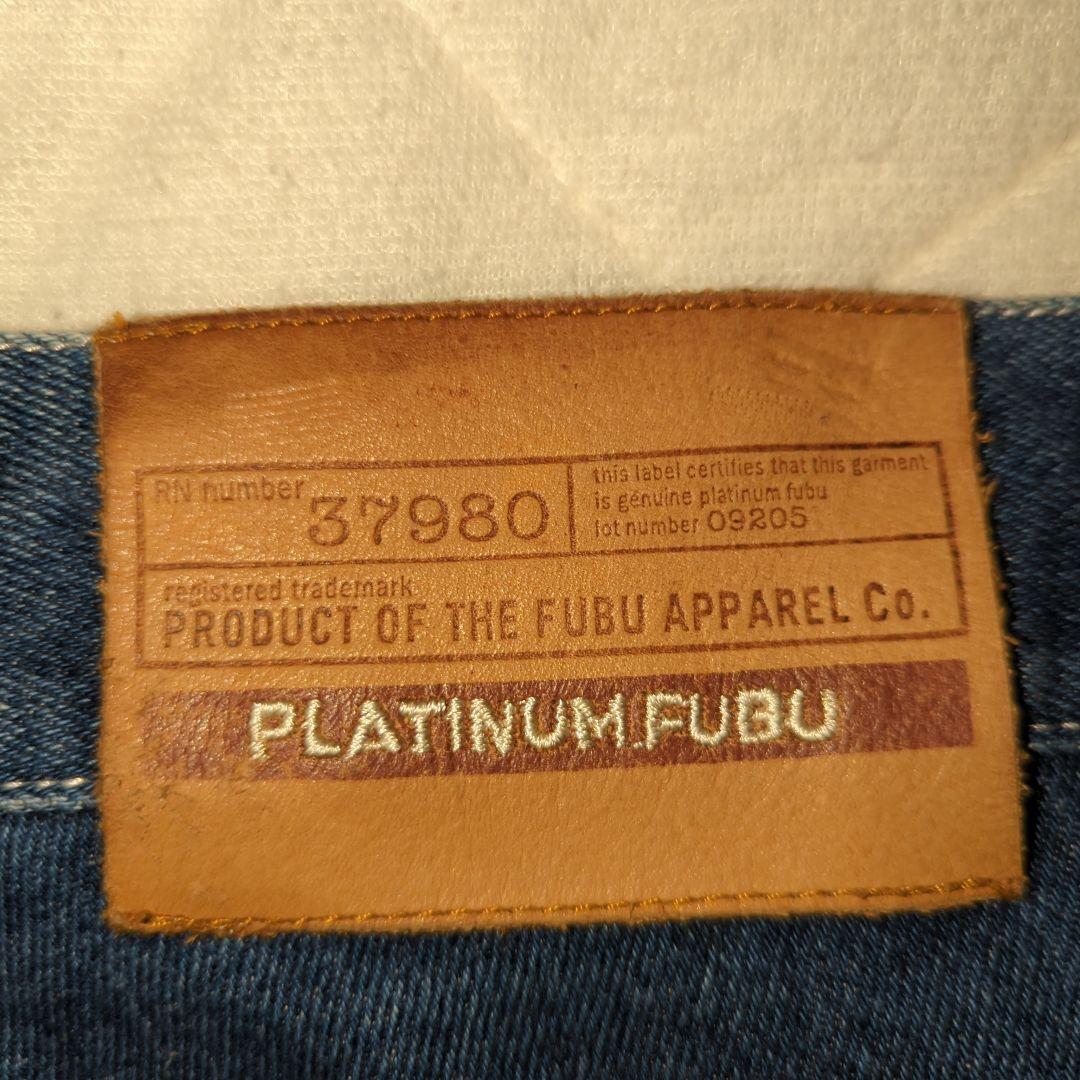 RN number 37980
this label certifies that this garment
is genuine platinum fubu
lot number 09205
registered trademark
PRODUCT OF THE FUBU APPAREL Co.
PLATINUM.FUBU